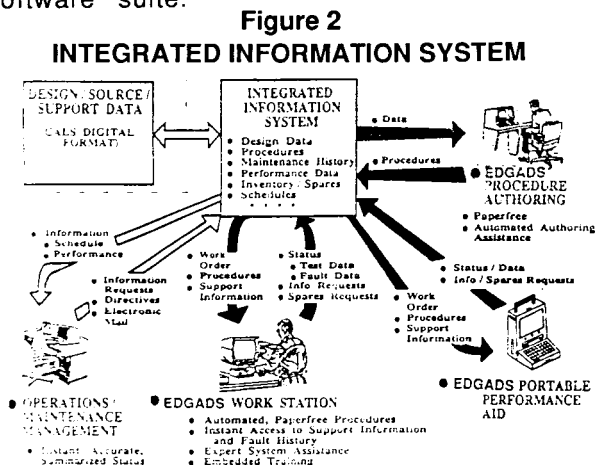 software suite.
Figure 2
INTEGRATED INFORMATION SYSTEM
DESIGN/SOURCE/
SUPPORT DATA
(CALS DIGITAL
FORMAT)
INTEGRATED
INFORMATION
SYSTEM
• Design Data
• Procedures
• Maintenance History
• Performance Data
• Inventory/Spares
• Schedules
• • • •
• Data
• Procedures
• EDGADS
PROCEDURE
AUTHORING
• Paperfree
• Automated Authoring
Assistance
• Information
• Schedule
• Performance
• Information
Requests
• Directives
• Electronic
Mail
• Work
Order
• Procedures
• Support
Information
• Status
• Test Data
• Fault Data
• Info Requests
• Spares Requests
• Status / Data
• Info / Spares Requests
• Work
Order
• Procedures
• Support
Information
• OPERATIONS/
MAINTENANCE
MANAGEMENT
• Instant Accurate,
Summarized Status
• EDGADS WORK STATION
• Automated, Paperfree Procedures
• Instant Access to Support Information
and Fault History
• Expert System Assistance
• Embedded Training
• EDGADS PORTABLE
PERFORMANCE
AID